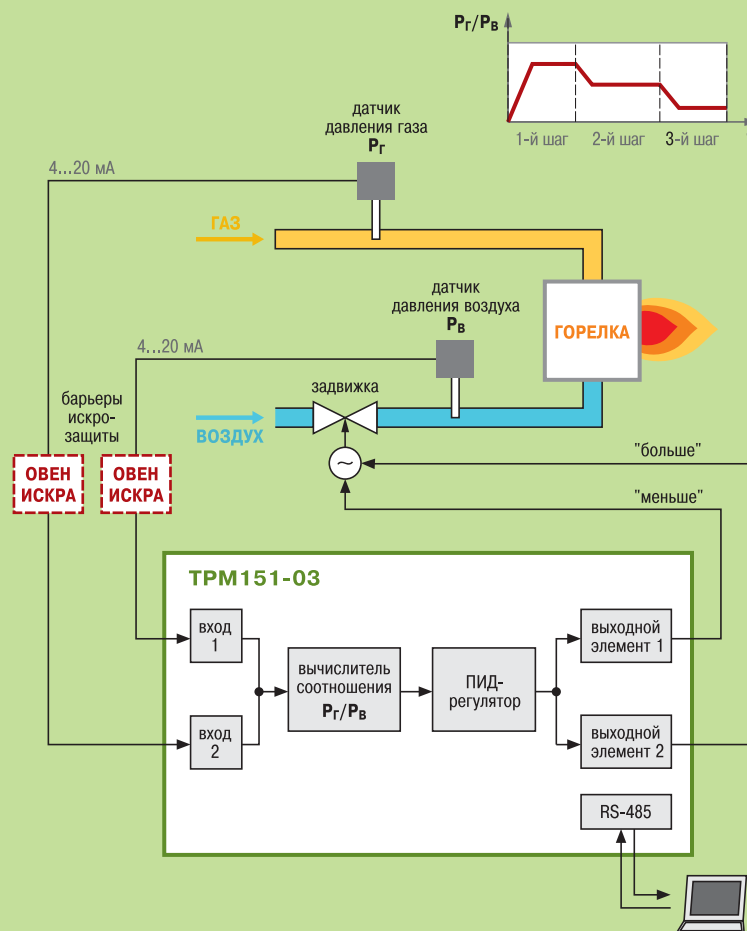 Pг/Pв
1-й шаг
2-й шаг
3-й шаг
датчик
давления газа
Pг
4...20 мА
ГАЗ
датчик
давления воздуха
Pв
ГОРЕЛКА
4...20 мА
задвижка
барьеры
искро-
защиты
ВОЗДУХ
"больше"
ОВЕН
ИСКРА
ОВЕН
ИСКРА
~
"меньше"
ТРМ151-03
вход
1
вычислитель
соотношения
Pг/Pв
ПИД-
регулятор
выходной
элемент 1
вход
2
выходной
элемент 2
RS-485